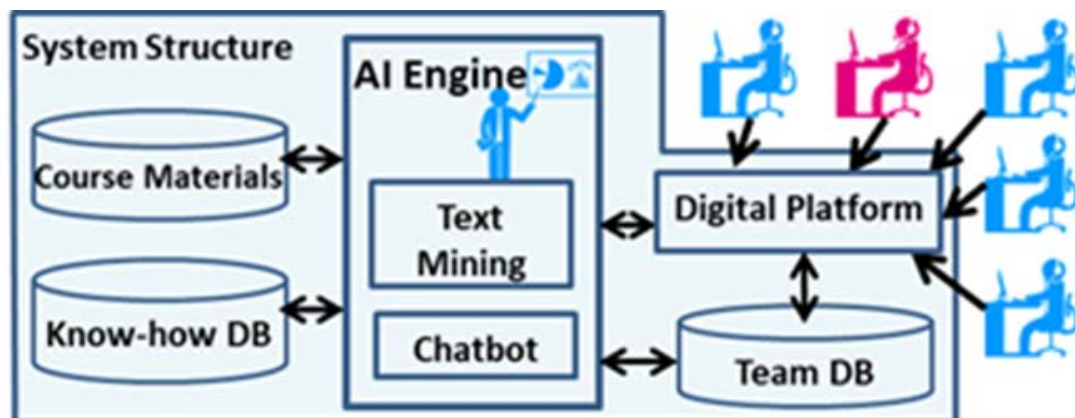 System Structure
AI Engine
Course Materials
Know-how DB
Text
Mining
Chatbot
Digital Platform
Team DB